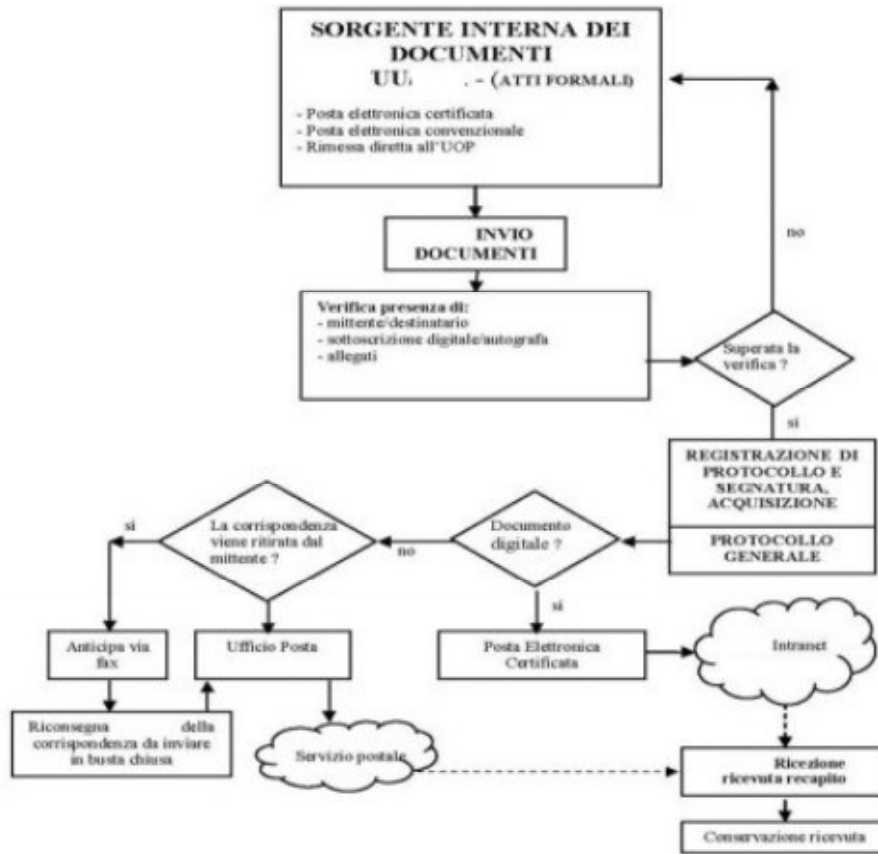 SORGENTE INTERNA DEI
DOCUMENTI
UU. . - (ATTI FORMALI)
- Posta elettronica certificata
- Posta elettronica convenzionale
- Rimessa diretta all'UOP
INVIO
DOCUMENTI
no
Verifica presenza di:
- mittente/destinatario
- sottoscrizione digitale/autografa
- allegati
Superata la
verifica ?
si
REGISTRAZIONE DI
PROTOCOLLO E
SEGNATURA,
ACQUISIZIONE
PROTOCOLLO
GENERALE
Documento
digitale ?
no
La corrispondenza
viene ritirata dal
mittente ?
si
si
Anticipa via
fax
Ufficio Posta
Posta Elettronica
Certificata
Intranet
Riconsegna della
corrispondenza da inviare
in busta chiusa
Servizio postale
Ricezione
ricevuta recapito
Conservazione ricevuta